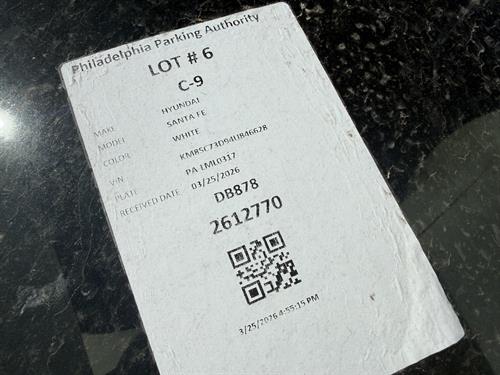 Philadelphia Parking Authority
LOT # 6
C-9
MAKE HYUNDAI
MODEL SANTA FE
COLOR WHITE
VIN KM8SC73D94U846628
PLATE PA LML0317
RECEIVED DATE 03/25/2026
DB878
2612770
3/25/2026 4:55:15 PM